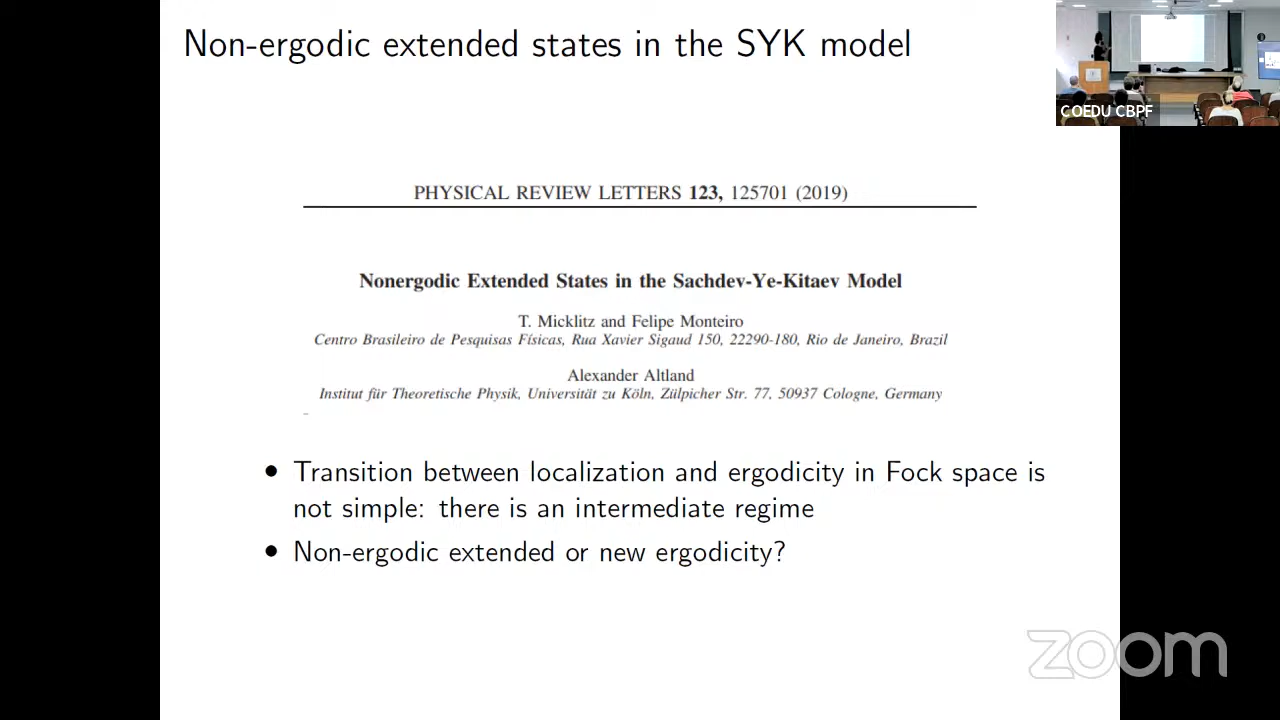 Non-ergodic extended states in the SYK model
COEDU CBPF
PHYSICAL REVIEW LETTERS 123, 125701 (2019)
Nonergodic Extended States in the Sachdev-Ye-Kitaev Model
T. Micklitz and Felipe Monteiro
Centro Brasileiro de Pesquisas Físicas, Rua Xavier Sigaud 150, 22290-180, Rio de Janeiro, Brazil
Alexander Altland
Institut für Theoretische Physik, Universität zu Köln, Zülpicher Str. 77, 50937 Cologne, Germany
• Transition between localization and ergodicity in Fock space is
not simple: there is an intermediate regime
• Non-ergodic extended or new ergodicity?
zoom